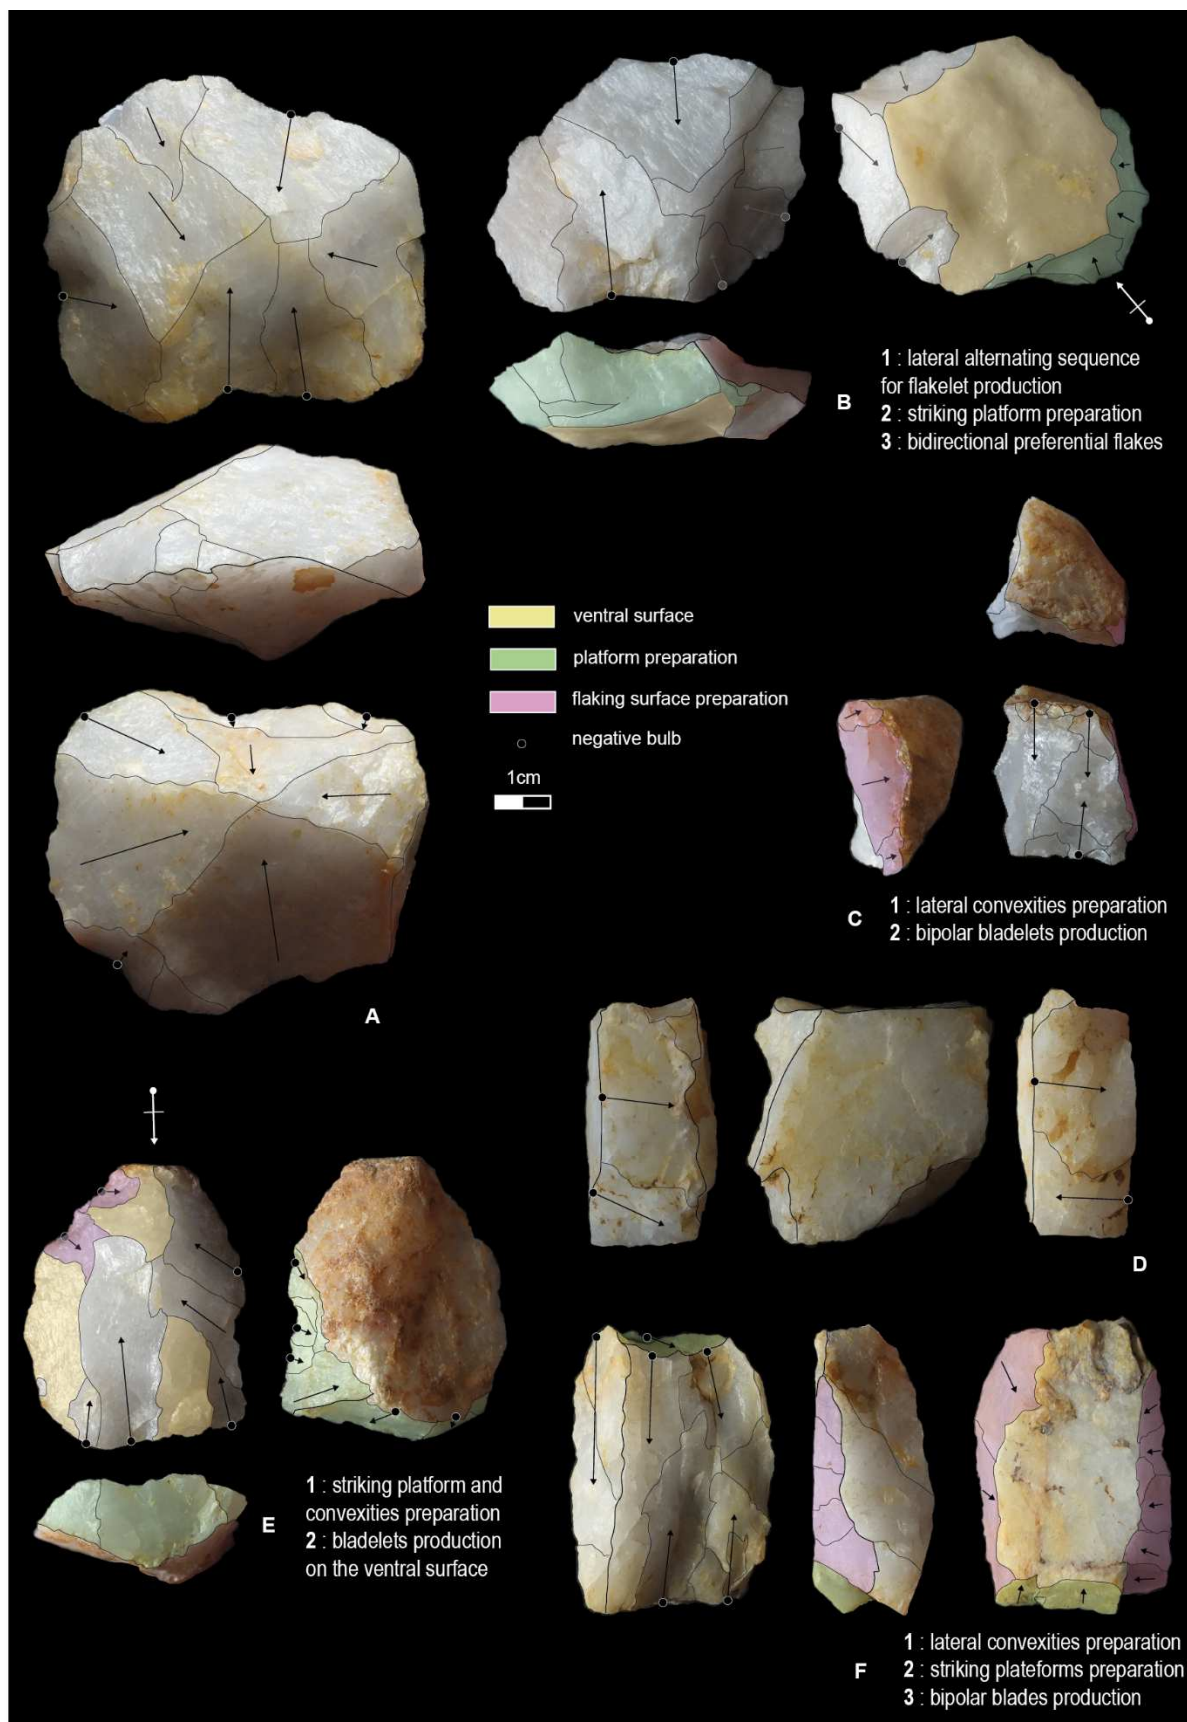 1 : lateral alternating sequence
for flakelet production
B
2 : striking platform preparation
3 : bidirectional preferential flakes
ventral surface
platform preparation
flaking surface preparation
negative bulb
1cm
C
1 : lateral convexities preparation
2 : bipolar bladelets production
A
D
E
1 : striking platform and
convexities preparation
2 : bladelets production
on the ventral surface
F
1 : lateral convexities preparation
2 : striking plateforms preparation
3 : bipolar blades production